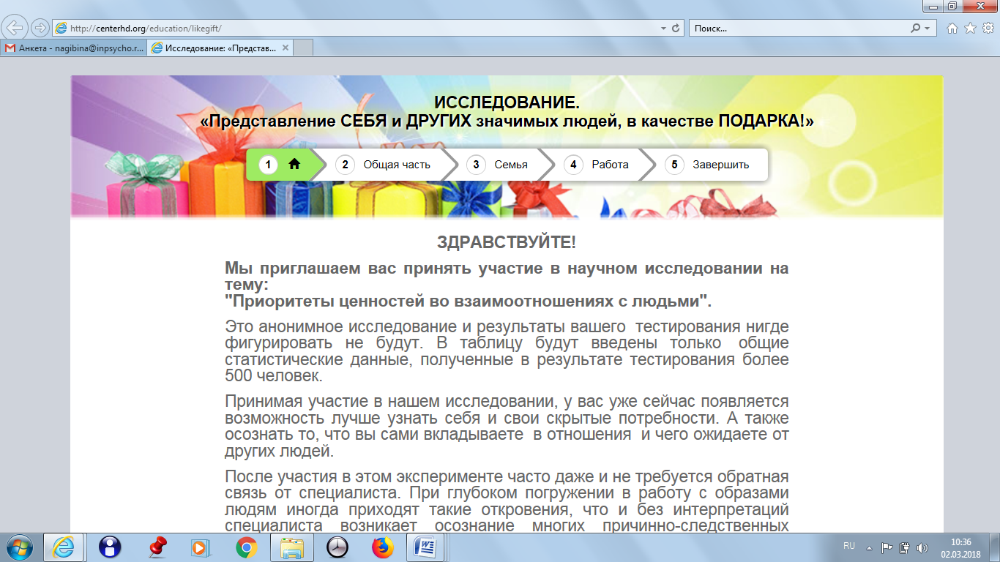 http://centerhd.org/education/likegift/
Поиск...
Анкета - nagibina@inpsycho.r...
Исследование: «Представ...
ИССЛЕДОВАНИЕ.
«Представление СЕБЯ и ДРУГИХ значимых людей, в качестве ПОДАРКА!»
1
2 Общая часть
3 Семья
4 Работа
5 Завершить
ЗДРАВСТВУЙТЕ!
Мы приглашаем вас принять участие в научном исследовании на
тему:
"Приоритеты ценностей во взаимоотношениях с людьми".
Это анонимное исследование и результаты вашего тестирования нигде
фигурировать не будут. В таблицу будут введены только общие
статистические данные, полученные в результате тестирования более
500 человек.
Принимая участие в нашем исследовании, у вас уже сейчас появляется
возможность лучше узнать себя и свои скрытые потребности. А также
осознать то, что вы сами вкладываете в отношения и чего ожидаете от
других людей.
После участия в этом эксперименте часто даже и не требуется обратная
связь от специалиста. При глубоком погружении в работу с образами
людям иногда приходят такие откровения, что и без интерпретаций
специалиста возникает осознание многих причинно-следственных
RU
10:36
02.03.2018